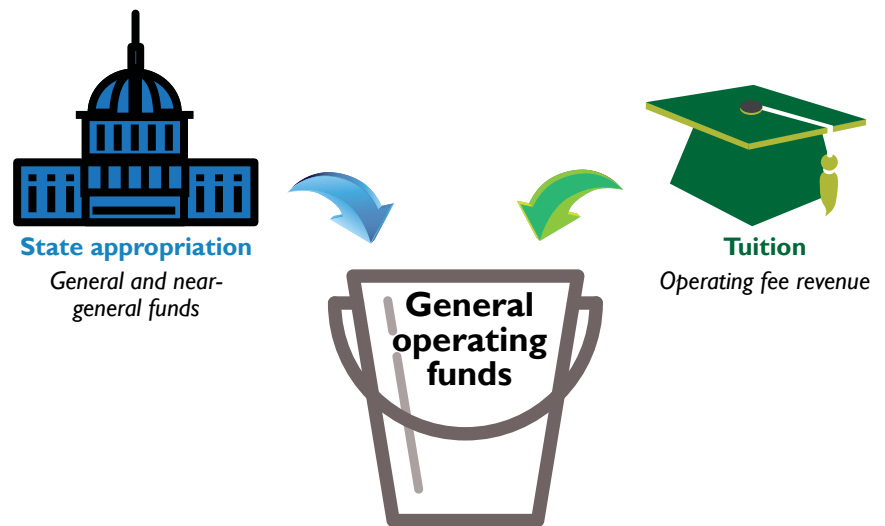 State appropriation
General and near-
general funds
Tuition
Operating fee revenue
General
operating
funds